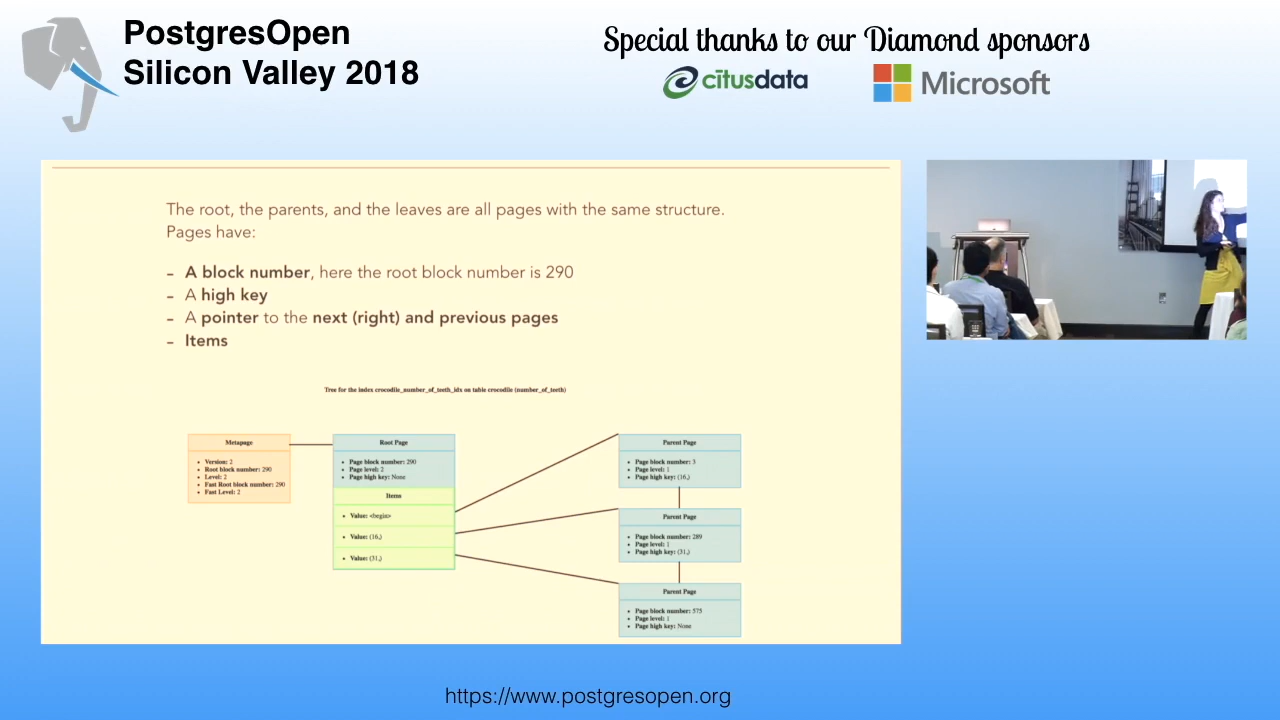 PostgresOpen
Silicon Valley 2018
Special thanks to our Diamond sponsors
citusdata
Microsoft
The root, the parents, and the leaves are all pages with the same structure.
Pages have:
- A block number, here the root block number is 290
- A high key
- A pointer to the next (right) and previous pages
- Items
Tree for the index crocodile_number_of_teeth_idx on table crocodile (number_of_teeth)
Metapage
• Version: 2
• Root block number: 290
• Level: 2
• Fast Root block number: 290
• Fast Level: 2
Root Page
• Page block number: 290
• Page level: 2
• Page high key: None
Items
• Value: <begin>
• Value: (16,)
• Value: (31,)
Parent Page
• Page block number: 3
• Page level: 1
• Page high key: (16,)
Parent Page
• Page block number: 289
• Page level: 1
• Page high key: (31,)
Parent Page
• Page block number: 575
• Page level: 1
• Page high key: None
https://www.postgresopen.org